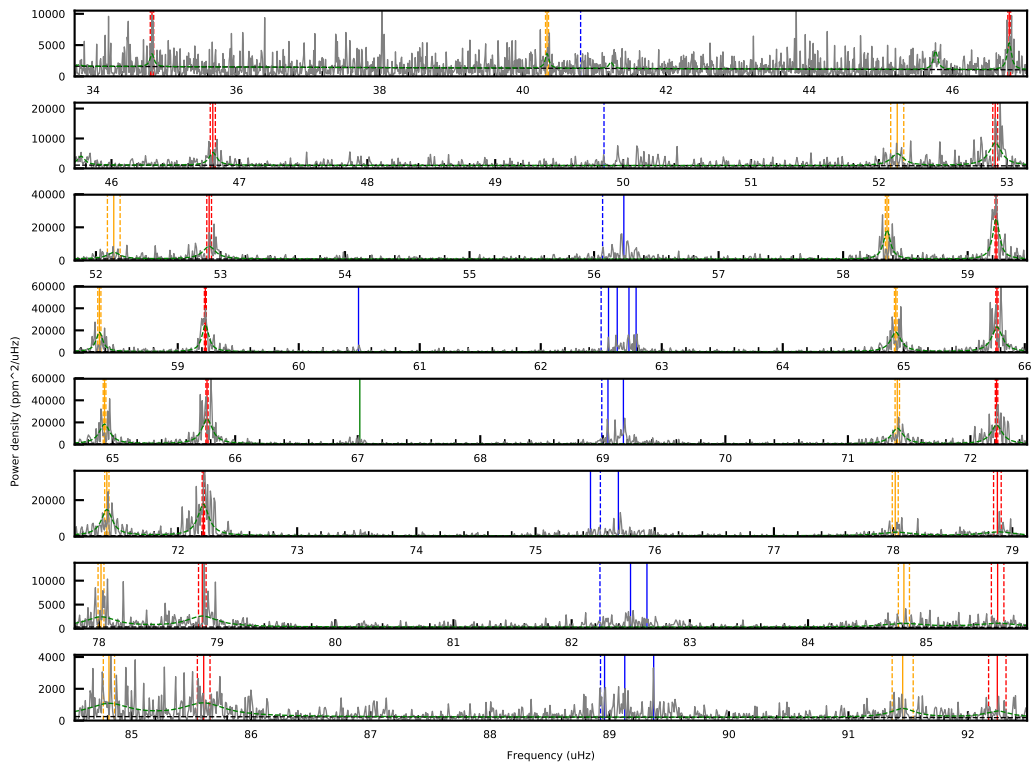 10000
5000
0
34 36 38 40 42 44 46
20000
10000
0
46 47 48 49 50 51 52 53
40000
20000
0
52 53 54 55 56 57 58 59
60000
40000
20000
0
59 60 61 62 63 64 65 66
60000
40000
20000
0
65 66 67 68 69 70 71 72
20000
0
72 73 74 75 76 77 78 79
10000
5000
0
78 79 80 81 82 83 84 85
4000
2000
0
85 86 87 88 89 90 91 92
Power density (ppm^2/uHz)
Frequency (uHz)